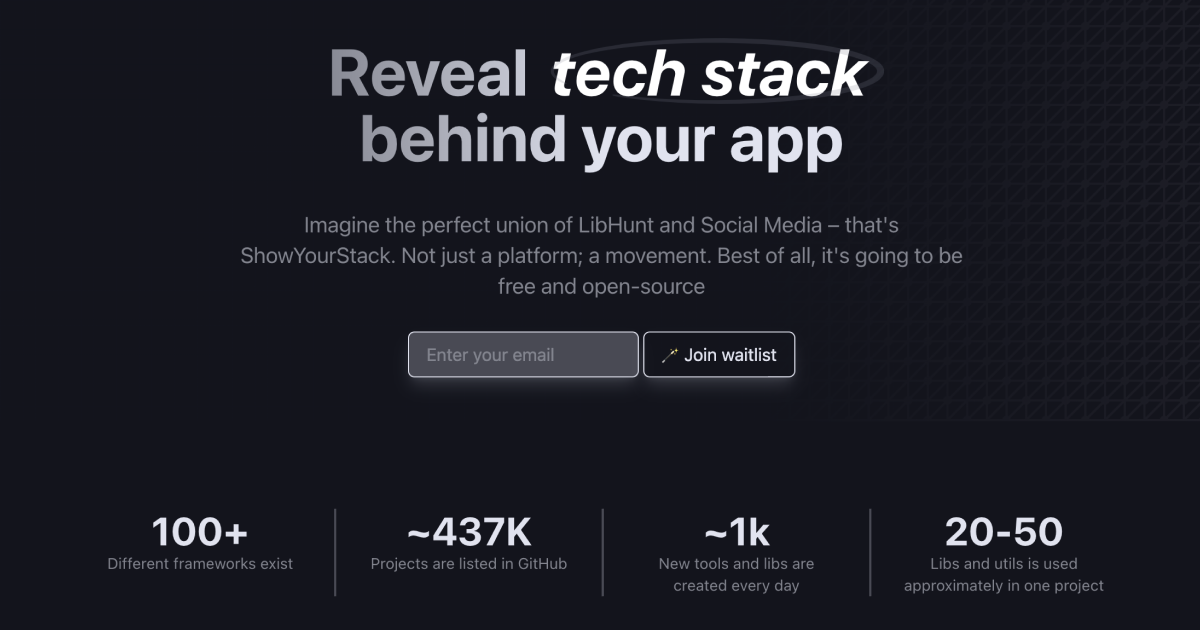 Reveal tech stack
behind your app
Imagine the perfect union of LibHunt and Social Media – that's
ShowYourStack. Not just a platform; a movement. Best of all, it's going to be
free and open-source
Enter your email
Join waitlist
100+
Different frameworks exist
~437K
Projects are listed in GitHub
~1k
New tools and libs are
created every day
20-50
Libs and utils is used
approximately in one project